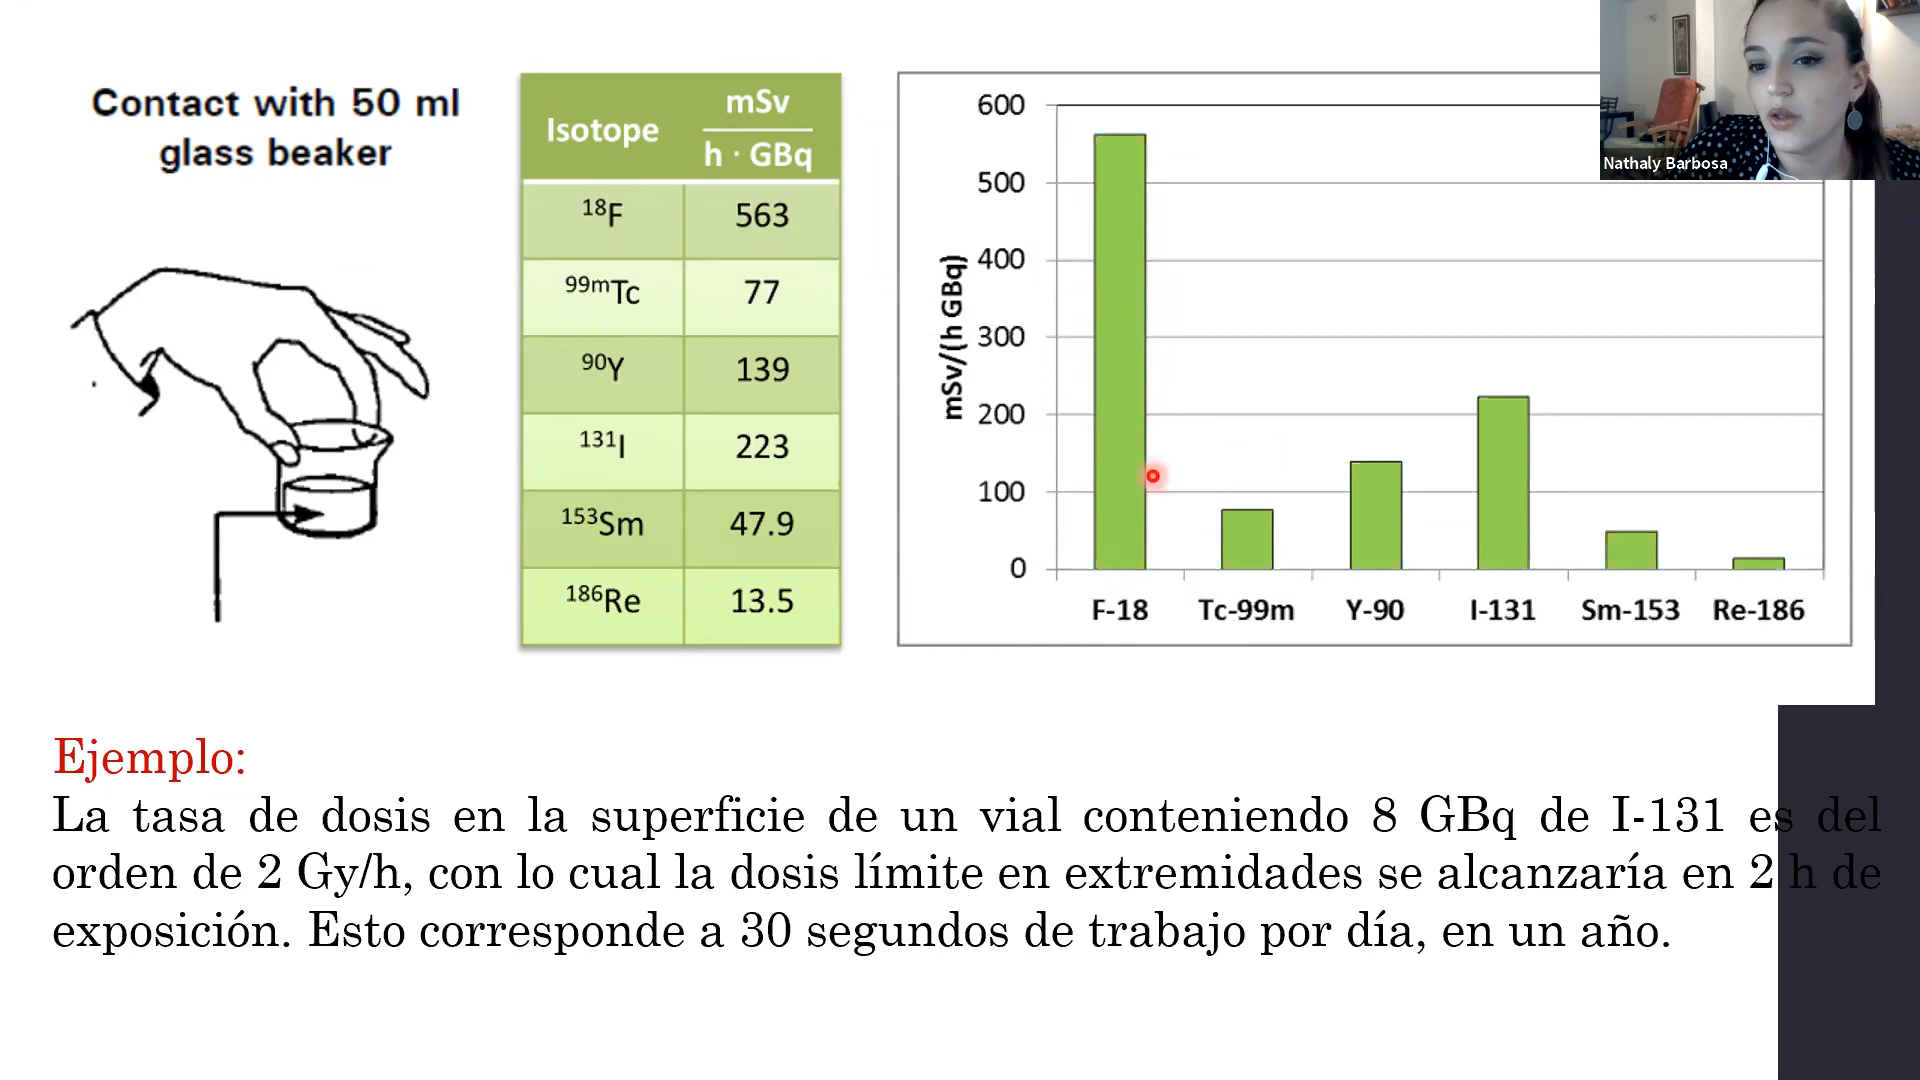 Contact with 50 ml
glass beaker
Isotope mSv
h · GBq
18F 563
99mTc 77
90Y 139
131I 223
153Sm 47.9
186Re 13.5
600
500
400
300
200
100
0
mSv/(h GBq)
F-18 Tc-99m Y-90 I-131 Sm-153 Re-186
Nathaly Barbosa
Ejemplo:
La tasa de dosis en la superficie de un vial conteniendo 8 GBq de I-131 es del
orden de 2 Gy/h, con lo cual la dosis límite en extremidades se alcanzaría en 2 h de
exposición. Esto corresponde a 30 segundos de trabajo por día, en un año.